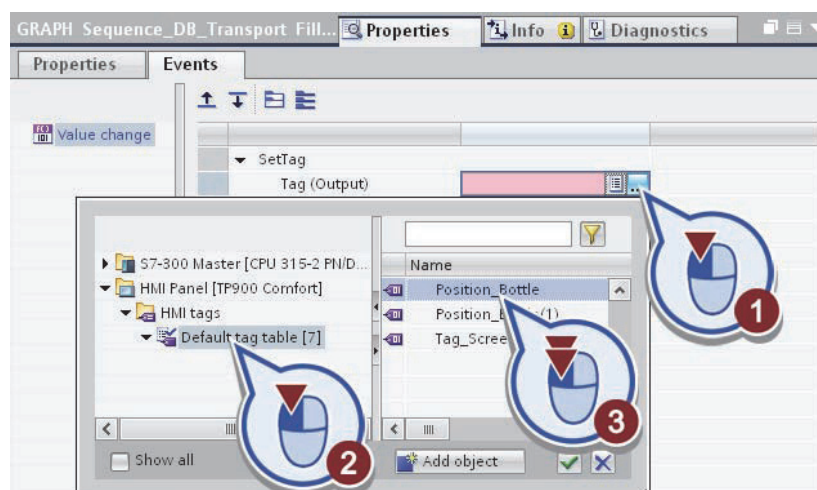 GRAPH Sequence_DB_Transport Fill... Properties Info Diagnostics
Properties Events
Value change
SetTag
Tag (Output)
S7-300 Master [CPU 315-2 PN/D...
HMI Panel [TP900 Comfort]
HMI tags
Default tag table [7]
Name
Position_Bottle
(1)
Tag_Scree
1
2
3
Show all
Add object